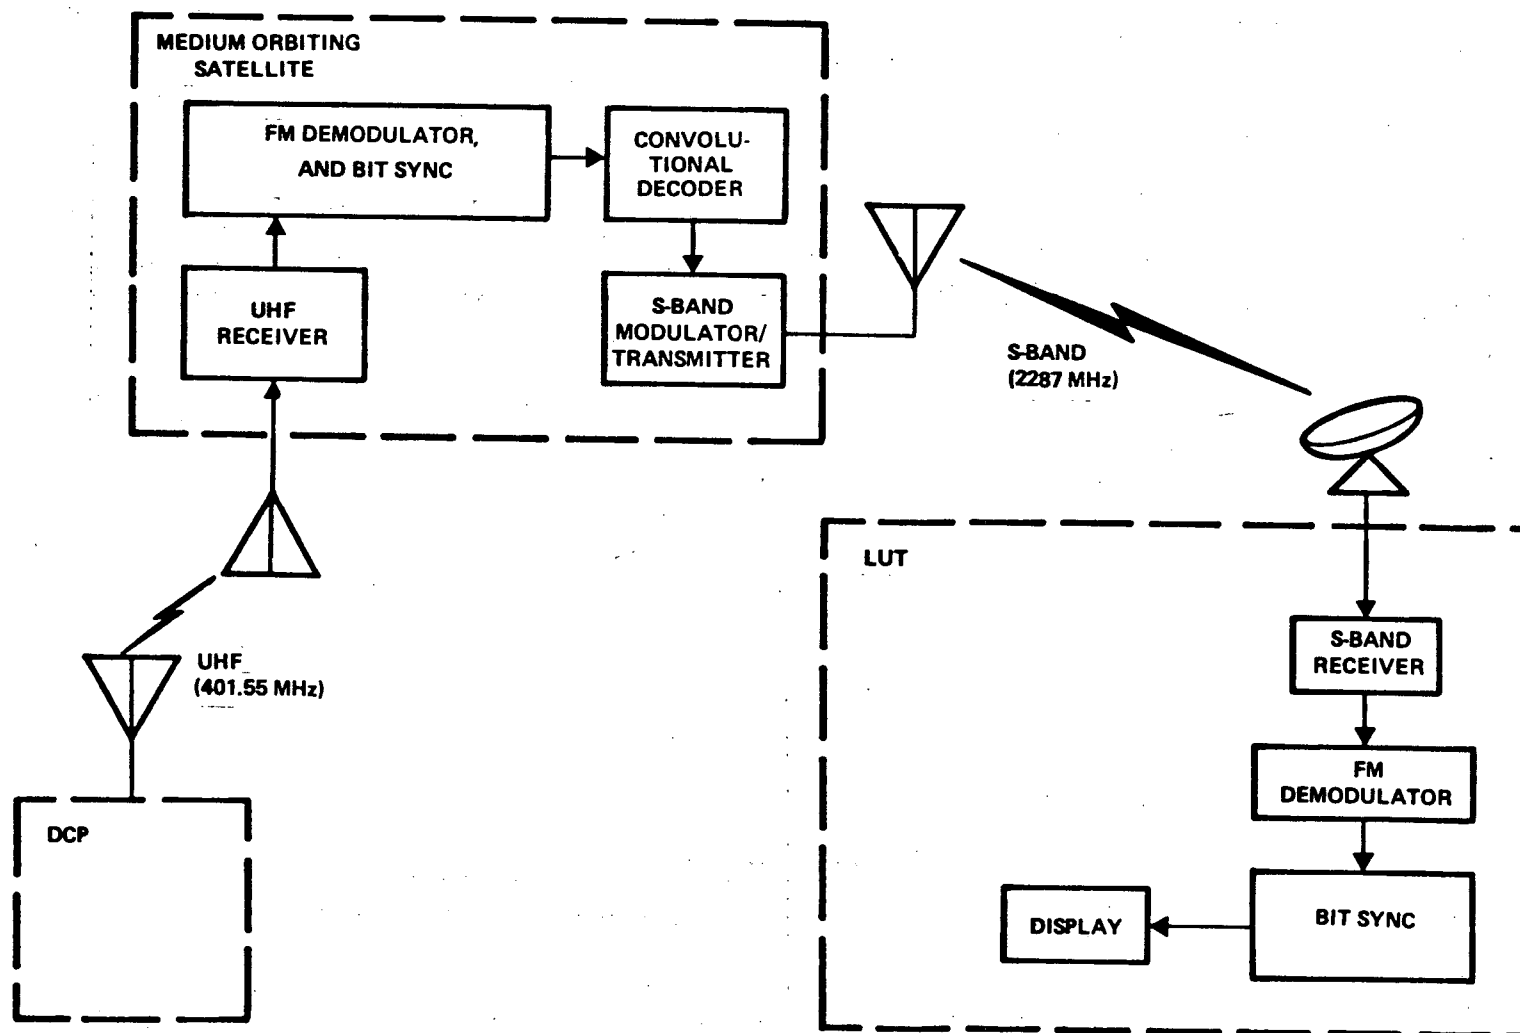 MEDIUM ORBITING
SATELLITE
FM DEMODULATOR,
AND BIT SYNC
CONVOLU-
TIONAL
DECODER
UHF
RECEIVER
S-BAND
MODULATOR/
TRANSMITTER
S-BAND
(2287 MHz)
LUT
S-BAND
RECEIVER
UHF
(401.55 MHz)
FM
DEMODULATOR
DCP
BIT SYNC
DISPLAY